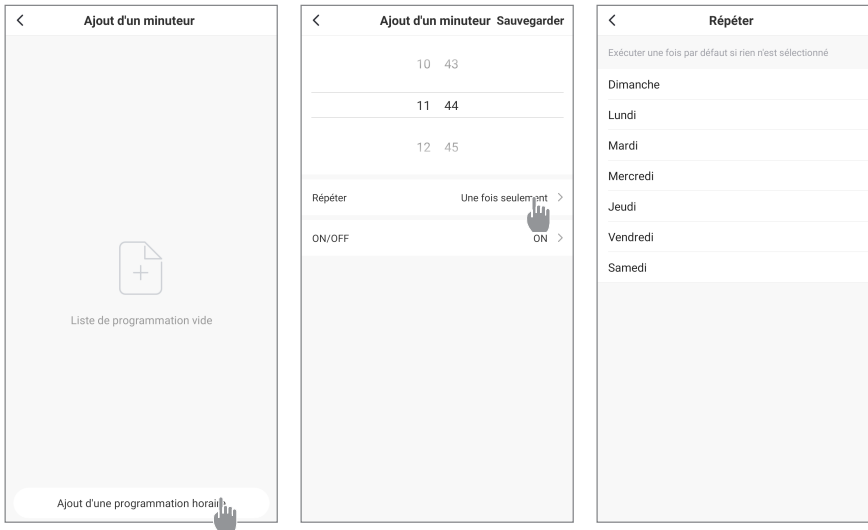 Ajout d'un minuteur
Liste de programmation vide
Ajout d'une programmation horaire
Ajout d'un minuteur Sauvegarder
10 43
11 44
12 45
Répéter Une fois seulement
ON/OFF ON
Répéter
Exécuter une fois par défaut si rien n'est sélectionné
Dimanche
Lundi
Mardi
Mercredi
Jeudi
Vendredi
Samedi